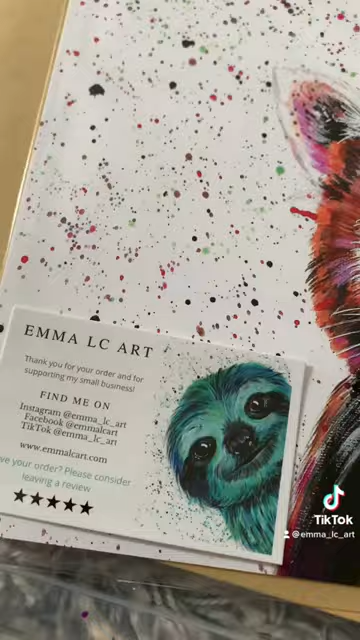 EMMA LC ART
Thank you for your order and for
supporting my small business!
FIND ME ON
Instagram @emma_lc_art
Facebook @emmalcart
TikTok @emma_lc_art
www.emmalcart.com
your order? Please consider
leaving a review
TikTok
@emma_lc_art